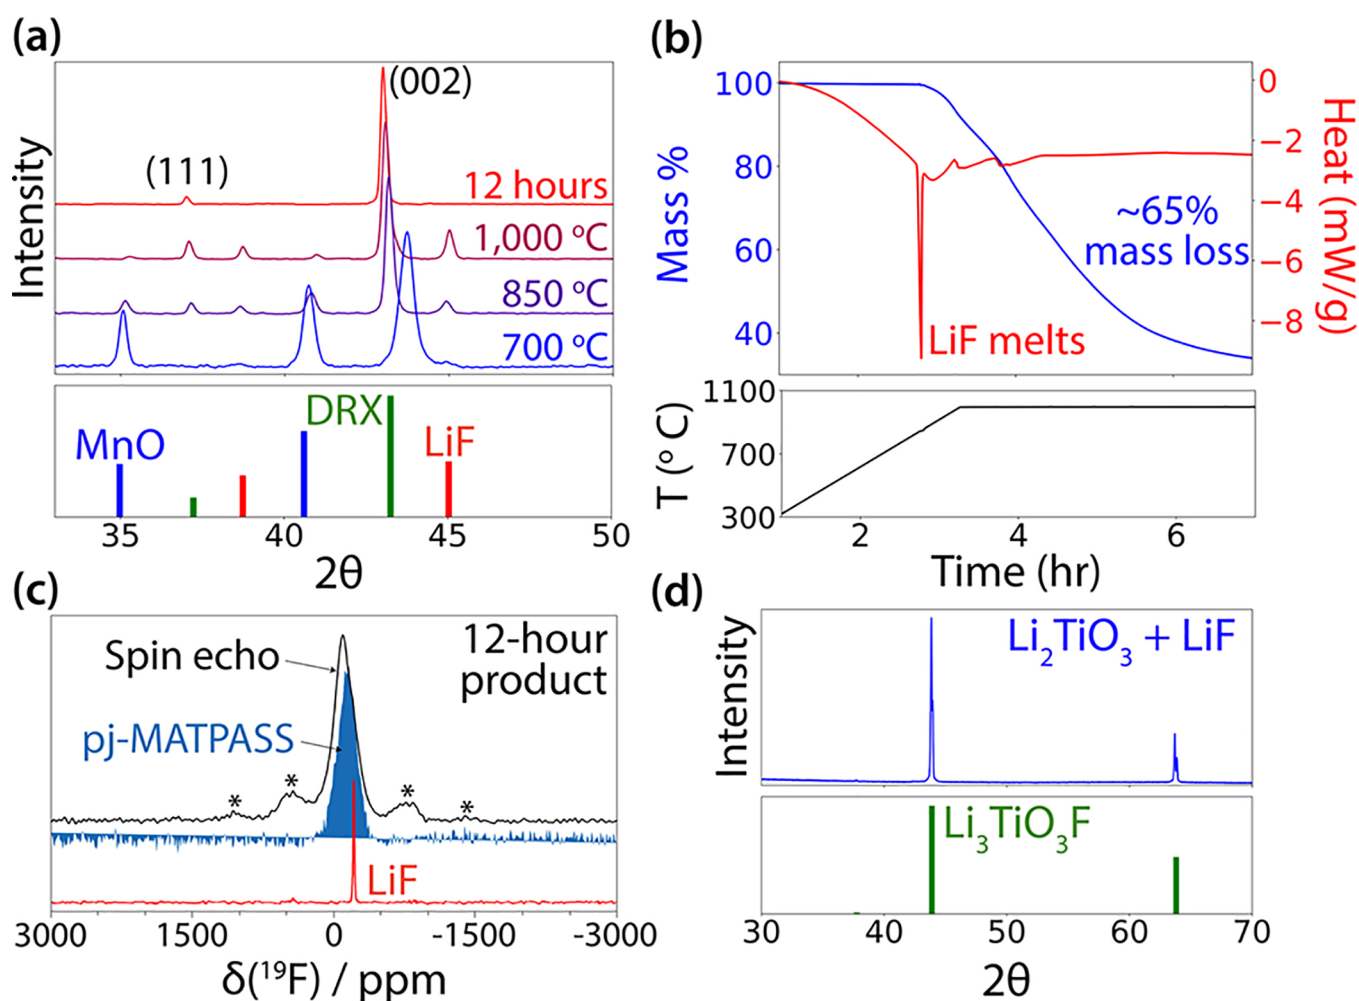 (a)
(002)
(111)
12 hours
1,000 °C
850 °C
700 °C
Intensity
MnO
DRX
LiF
35
40
45
50
2θ
(b)
100
80
60
40
Mass %
0
−2
−4
−6
−8
Heat (mW/g)
~65%
mass loss
LiF melts
1100
700
300
T (° C)
2
4
6
Time (hr)
(c)
Spin echo
12-hour
product
pj-MATPASS
*
*
*
*
LiF
3000
1500
0
-1500
-3000
δ(¹⁹F) / ppm
(d)
Intensity
Li₂TiO₃ + LiF
Li₃TiO₃F
30
40
50
60
70
2θ